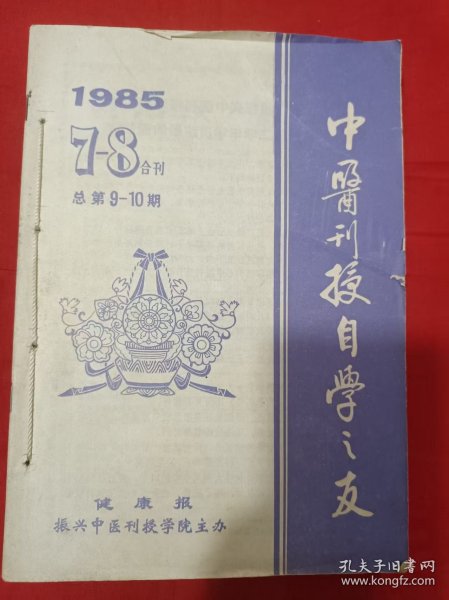 1985
7-8合刊
总第9-10期
中醫刊授自学之友
健康报
振兴中医刊授学院主办
孔夫子旧书网
www.kongfz.com